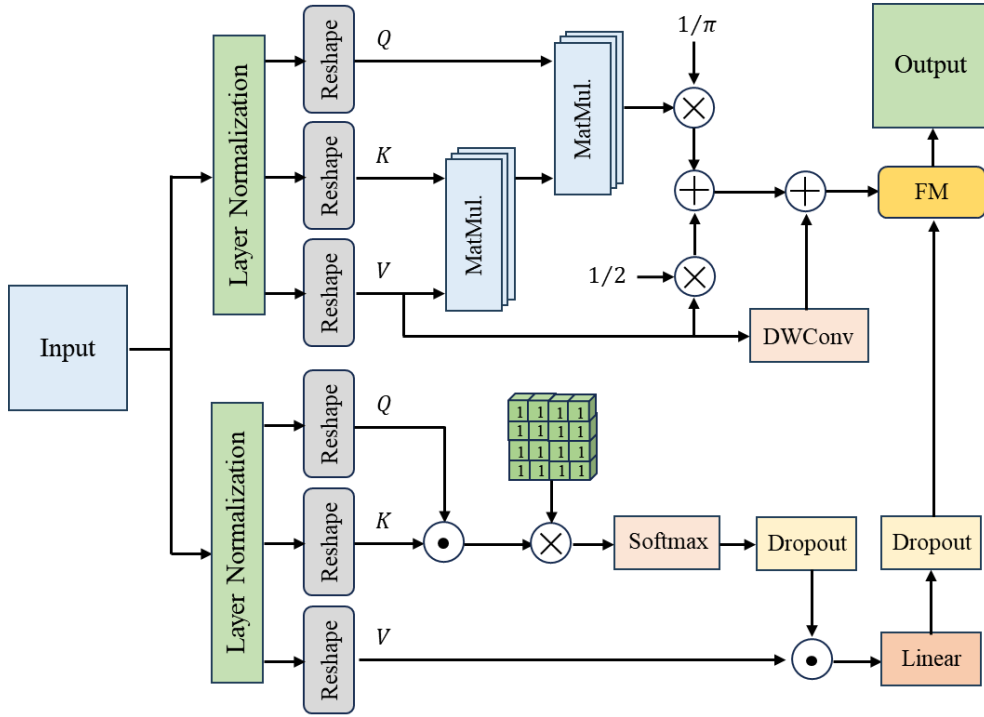 Input
Layer Normalization
Reshape
Q
Reshape
K
Reshape
V
MatMul.
MatMul.
1/π
×
+
+
1/2
×
DWConv
FM
Output
Layer Normalization
Reshape
Q
Reshape
K
Reshape
V
1 1 1 1
1 1 1 1
1 1 1 1
1 1 1 1
×
Softmax
Dropout
Linear
Dropout